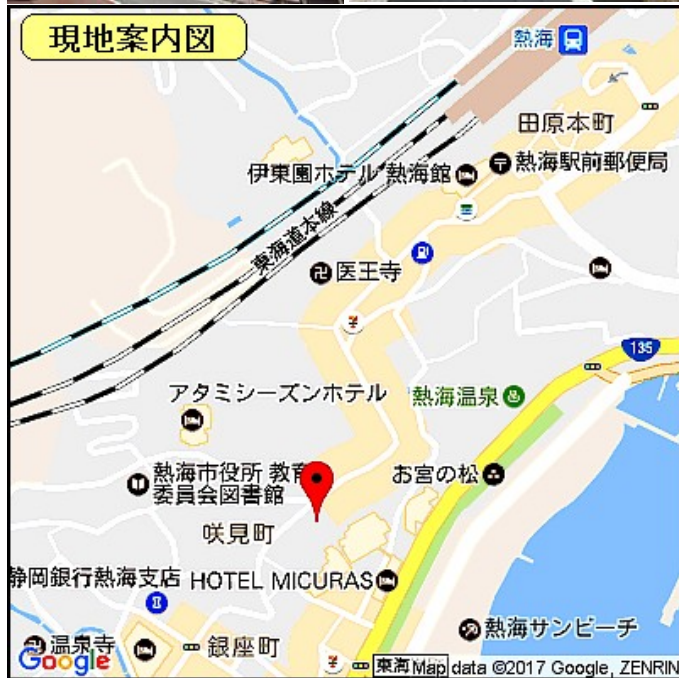 現地案内図
熱海
田原本町
伊東園ホテル 熱海館
熱海駅前郵便局
東海道本線
医王寺
135
アタミシーズンホテル
熱海温泉
熱海市役所 教育
委員会図書館
お宮の松
咲見町
静岡銀行熱海支店
HOTEL MICURAS
熱海サンビーチ
温泉寺
銀座町
Google
東海
Map data ©2017 Google, ZENRIN